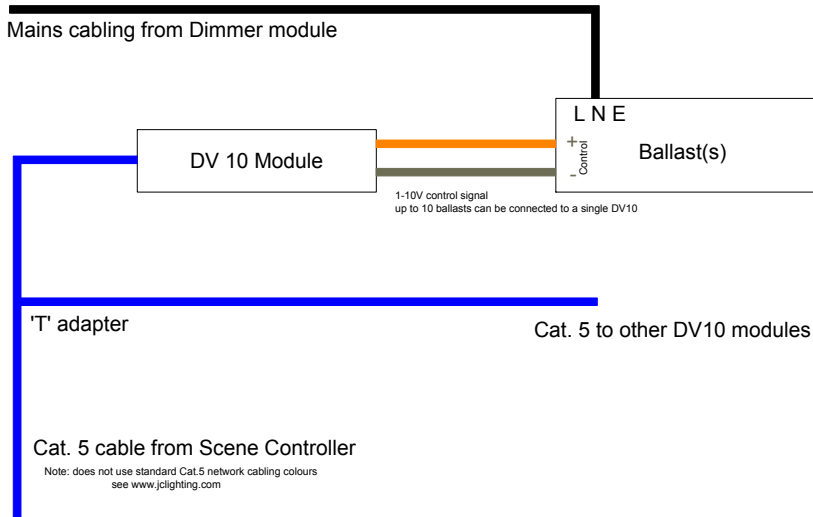 Mains cabling from Dimmer module
L N E
+
Control
-
Ballast(s)
DV 10 Module
1-10V control signal
up to 10 ballasts can be connected to a single DV10
'T' adapter
Cat. 5 to other DV10 modules
Cat. 5 cable from Scene Controller
Note: does not use standard Cat.5 network cabling colours
see www.jclighting.com